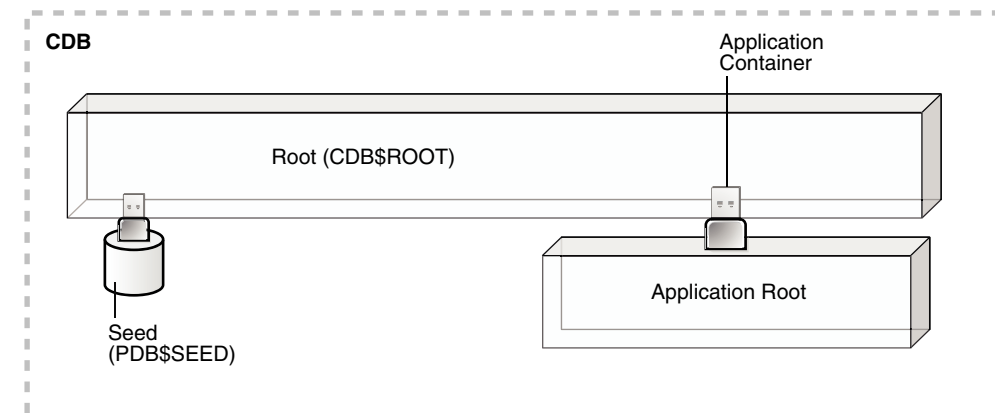 CDB
Application
Container
Root (CDB$ROOT)
Application Root
Seed
(PDB$SEED)